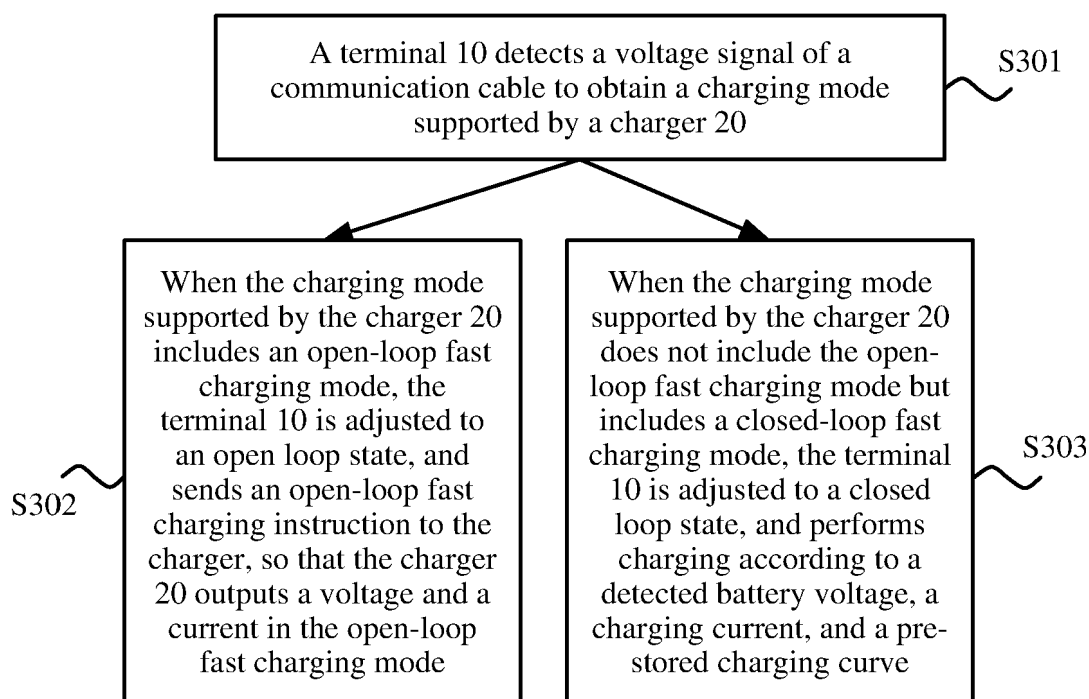 A terminal 10 detects a voltage signal of a
communication cable to obtain a charging mode
supported by a charger 20
S301
When the charging mode
supported by the charger 20
includes an open-loop fast
charging mode, the
terminal 10 is adjusted to
an open loop state, and
sends an open-loop fast
charging instruction to the
charger, so that the charger
20 outputs a voltage and a
current in the open-loop
fast charging mode
S302
When the charging mode
supported by the charger 20
does not include the open-
loop fast charging mode but
includes a closed-loop fast
charging mode, the terminal
10 is adjusted to a closed
loop state, and performs
charging according to a
detected battery voltage, a
charging current, and a pre-
stored charging curve
S303